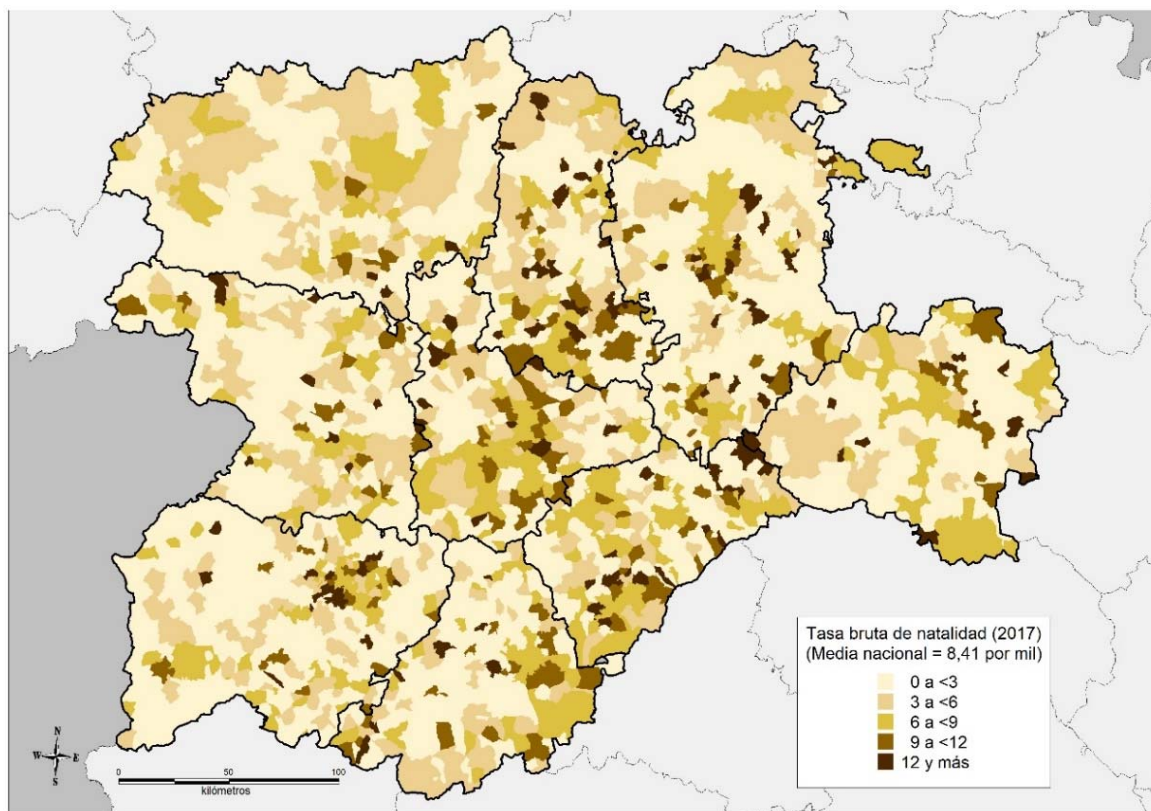 Tasa bruta de natalidad (2017)
(Media nacional = 8,41 por mil)
0 a <3
3 a <6
6 a <9
9 a <12
12 y más
N
W
E
S
0
50
100
kilómetros